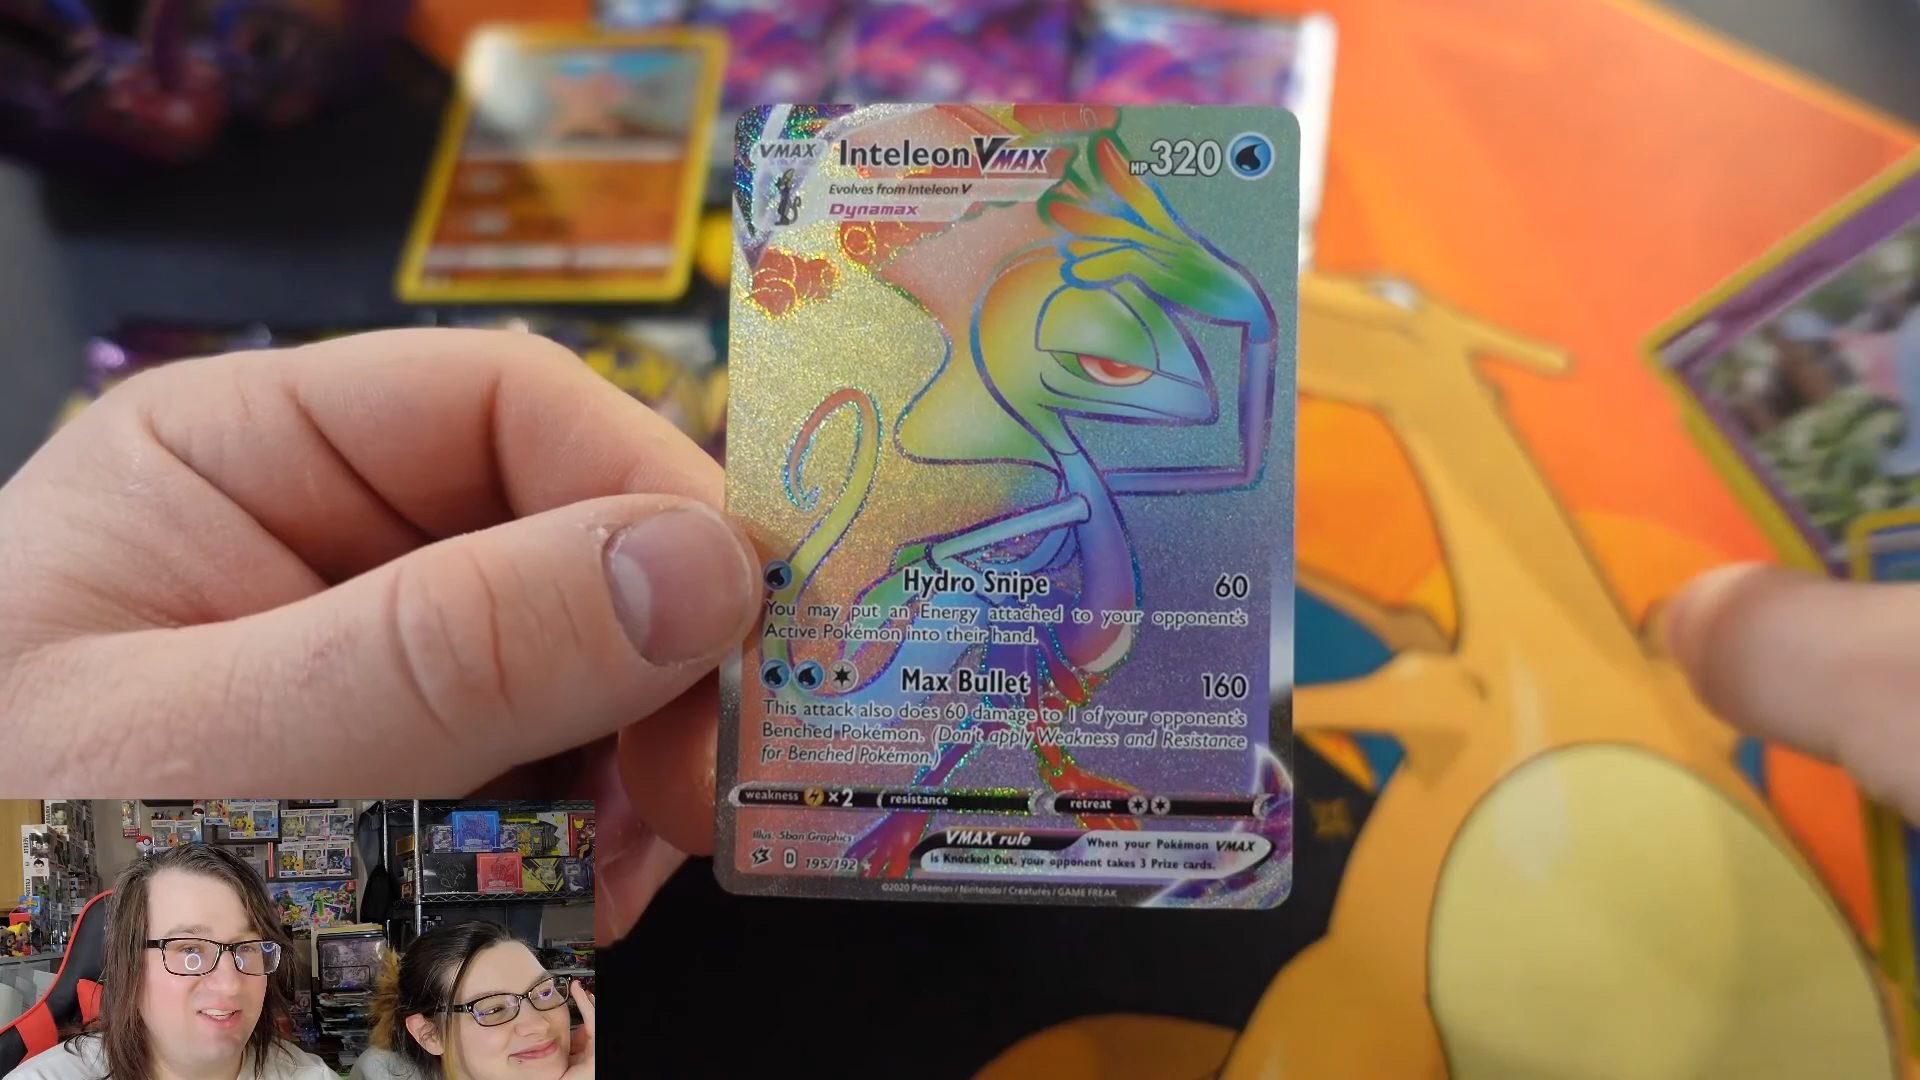 VMAX
Inteleon VMAX
HP 320
Evolves from Inteleon V
Dynamax
Hydro Snipe 60
You may put an Energy attached to your opponent's
Active Pokémon into their hand.
Max Bullet 160
This attack also does 60 damage to 1 of your opponent's
Benched Pokémon. (Don't apply Weakness and Resistance
for Benched Pokémon.)
weakness ×2 resistance retreat
Illus. 5ban Graphics
VMAX rule
When your Pokémon VMAX
is Knocked Out, your opponent takes 3 Prize cards.
D 195/192
©2020 Pokémon / Nintendo / Creatures / GAME FREAK